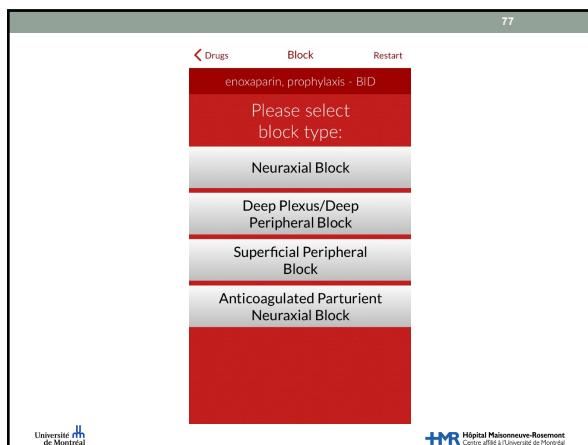 77
Drugs Block Restart
enoxaparin, prophylaxis - BID
Please select
block type:
Neuraxial Block
Deep Plexus/Deep
Peripheral Block
Superficial Peripheral
Block
Anticoagulated Parturient
Neuraxial Block
Université
de Montréal
HMR Hôpital Maisonneuve-Rosemont
Centre affilié à l'Université de Montréal